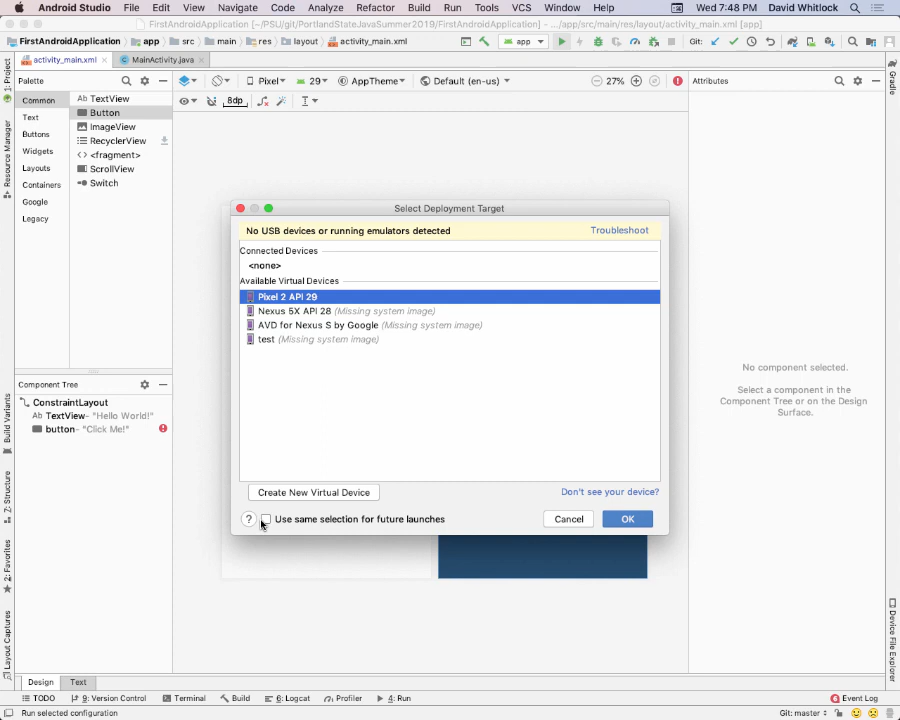 Android Studio File Edit View Navigate Code Analyze Refactor Build Run Tools VCS Window Help Wed 7:48 PM David Whitlock
FirstAndroidApplication [~/PSU/git/PortlandStateJavaSummer2019/FirstAndroidApplication] - .../app/src/main/res/layout/activity_main.xml [app]
FirstAndroidApplication app src main res layout activity_main.xml app Git:
activity_main.xml MainActivity.java
Palette Pixel 29 AppTheme Default (en-us) 27% Attributes
8dp
Common
Text
Buttons
Widgets
Layouts
Containers
Google
Legacy
Ab TextView
Button
ImageView
RecyclerView
<> <fragment>
ScrollView
Switch
Select Deployment Target
No USB devices or running emulators detected Troubleshoot
Connected Devices
<none>
Available Virtual Devices
Pixel 2 API 29
Nexus 5X API 28 (Missing system image)
AVD for Nexus S by Google (Missing system image)
test (Missing system image)
Create New Virtual Device Don't see your device?
? Use same selection for future launches Cancel OK
Component Tree
ConstraintLayout
Ab TextView- "Hello World!"
button- "Click Me!"
No component selected.
Select a component in the
Component Tree or on the Design
Surface.
1: Project
Resource Manager
Build Variants
Z: Structure
2: Favorites
Layout Captures
Gradle
Device File Explorer
Design Text
TODO 9: Version Control Terminal Build 6: Logcat Profiler 4: Run 6 Event Log
Run selected configuration Git: master